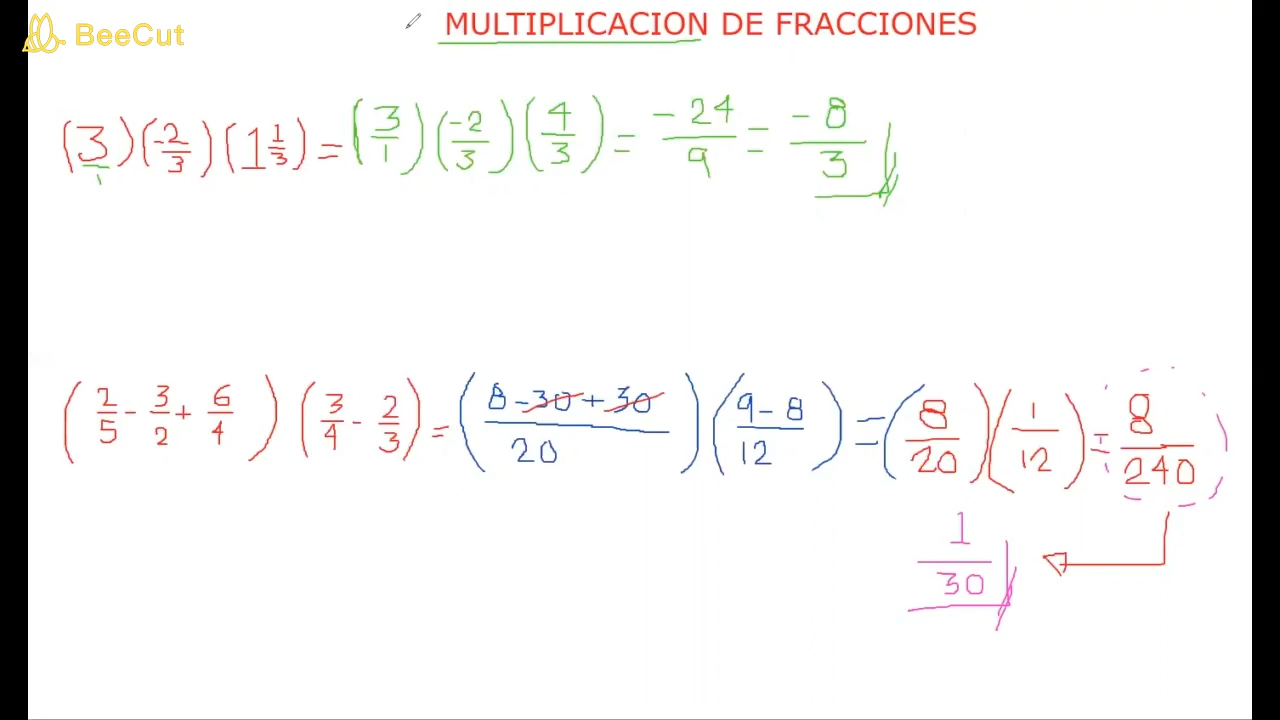 BeeCut
MULTIPLICACION DE FRACCIONES
(3/1)(-2/3)(1 1/3) = (3/1)(-2/3)(4/3) = -24/9 = -8/3
(2/5 - 3/2 + 6/4)(3/4 - 2/3) = ((8 - 30 + 30)/20)((9 - 8)/12) = (8/20)(1/12) = 8/240
1/30